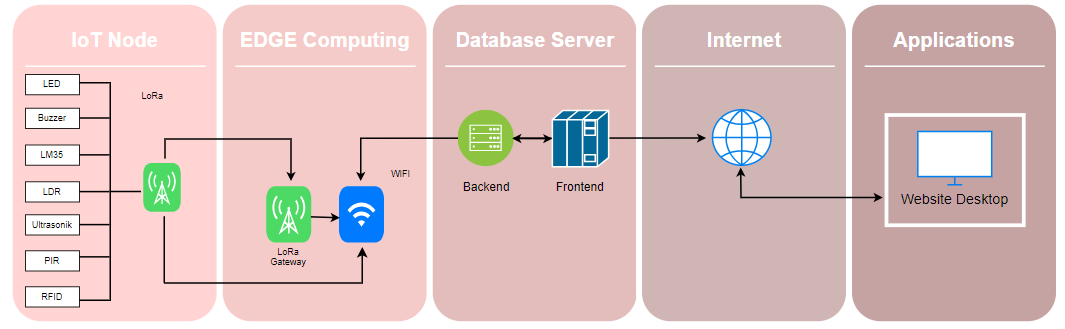 IoT Node
LED
Buzzer
LM35
LDR
Ultrasonik
PIR
RFID
LoRa
EDGE Computing
LoRa
Gateway
WIFI
Database Server
Backend
Frontend
Internet
Applications
Website Desktop